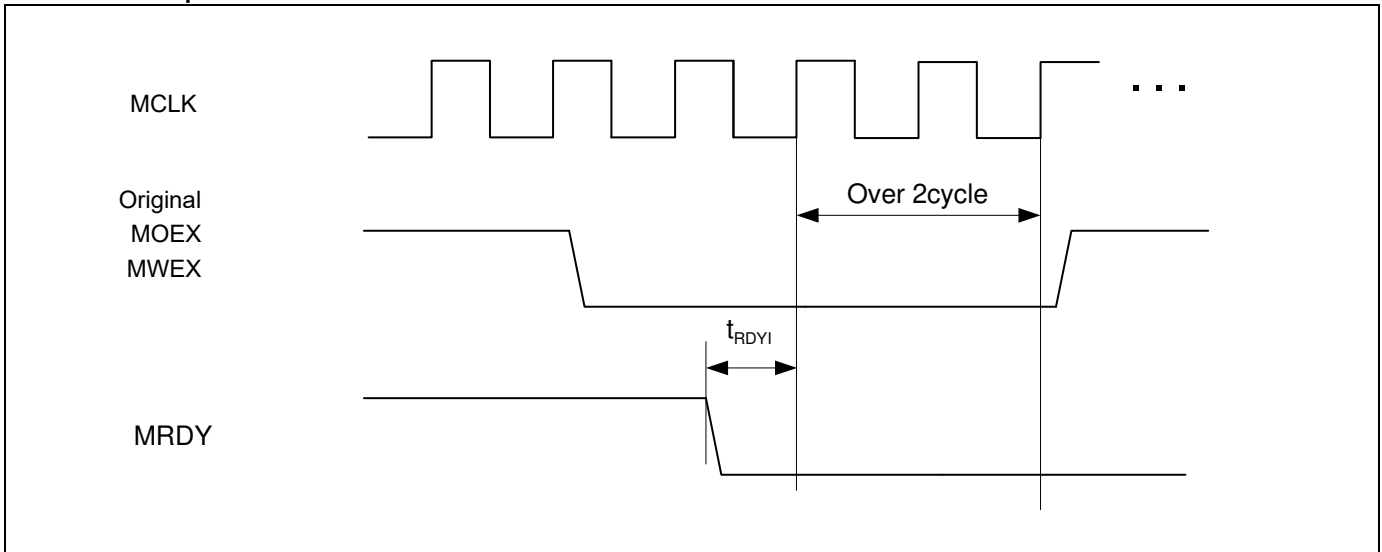 MCLK
. . .
Original
MOEX
MWEX
Over 2cycle
tRDYI
MRDY